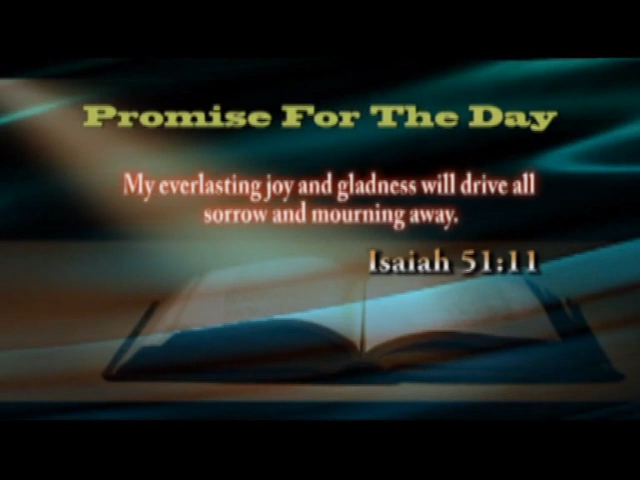 Promise For The Day
My everlasting joy and gladness will drive all
sorrow and mourning away.
Isaiah 51:11